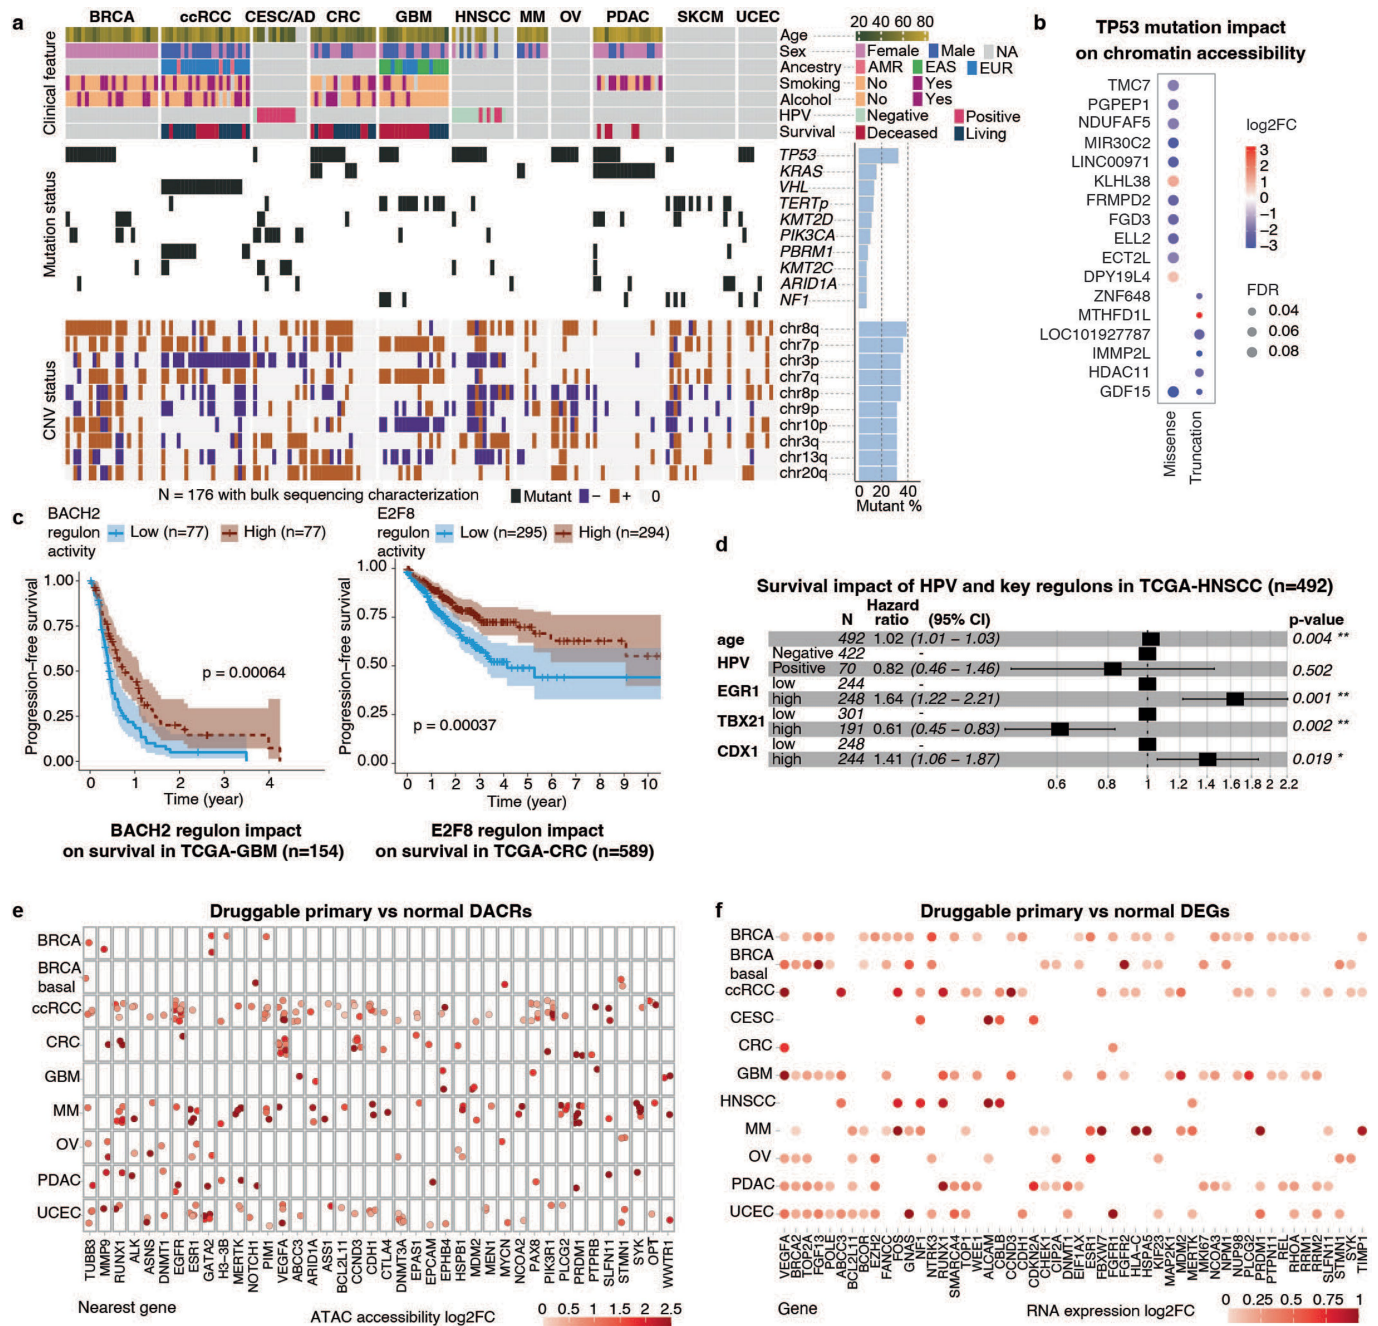 a
BRCA ccRCC CESC/AD CRC GBM HNSCC MM OV PDAC SKCM UCEC
Clinical feature
Age 20 40 60 80
Sex Female Male NA
Ancestry AMR EAS EUR
Smoking No Yes
Alcohol No Yes
HPV Negative Positive
Survival Deceased Living
Mutation status
TP53
KRAS
VHL
TERTp
KMT2D
PIK3CA
PBRM1
KMT2C
ARID1A
NF1
CNV status
chr8q
chr7p
chr3p
chr7q
chr8p
chr9p
chr10p
chr3q
chr13q
chr20q
N = 176 with bulk sequencing characterization Mutant − + 0
0 20 40
Mutant %
b
TP53 mutation impact
on chromatin accessibility
TMC7
PGPEP1
NDUFAF5
MIR30C2
LINC00971
KLHL38
FRMPD2
FGD3
ELL2
ECT2L
DPY19L4
ZNF648
MTHFD1L
LOC101927787
IMMP2L
HDAC11
GDF15
Missense
Truncation
log2FC
3
2
1
0
−1
−2
−3
FDR
0.04
0.06
0.08
c
BACH2
regulon
activity
Low (n=77) High (n=77)
Progression−free survival
1.00
0.75
0.50
0.25
0.00
p = 0.00064
0 1 2 3 4
Time (year)
BACH2 regulon impact
on survival in TCGA-GBM (n=154)
E2F8
regulon
activity
Low (n=295) High (n=294)
Progression−free survival
1.00
0.75
0.50
0.25
0.00
p = 0.00037
0 1 2 3 4 5 6 7 8 9 10
Time (year)
E2F8 regulon impact
on survival in TCGA-CRC (n=589)
d
Survival impact of HPV and key regulons in TCGA-HNSCC (n=492)
N Hazard ratio (95% CI) p-value
age 492 1.02 (1.01 − 1.03) 0.004 **
HPV Negative 422 -
Positive 70 0.82 (0.46 − 1.46) 0.502
EGR1 low 244 -
high 248 1.64 (1.22 − 2.21) 0.001 **
TBX21 low 301 -
high 191 0.61 (0.45 − 0.83) 0.002 **
CDX1 low 248 -
high 244 1.41 (1.06 − 1.87) 0.019 *
0.6 0.8 1 1.2 1.4 1.6 1.8 2 2.2
e
Druggable primary vs normal DACRs
BRCA
BRCA
basal
ccRCC
CRC
GBM
MM
OV
PDAC
UCEC
TUBB3 MMP9 RUNX1 ALK ASNS DNMT1 EGFR ESR1 GATA2 H3-3B MERTK NOTCH1 PIM1 VEGFA ABCC3 ARID1A ASS1 BCL2L11 CCND3 CDH1 CTLA4 DNMT3A EPAS1 EPCAM EPHB4 HSPB1 MDM2 MEN1 MYCN NCOA2 PAX8 PIK3R1 PLCG2 PRDM1 PTPRB SLFN11 STMN1 SYK OPT WWTR1
Nearest gene
ATAC accessibility log2FC
0 0.5 1 1.5 2 2.5
f
Druggable primary vs normal DEGs
BRCA
BRCA
basal
ccRCC
CESC
CRC
GBM
HNSCC
MM
OV
PDAC
UCEC
VEGFA BRCA2 TOP2A FGF13 POLE ABCC3 BCL2L11 BCOR EZH2 FANCC FOS GNAS NF1 NTRK3 RUNX1 SMARCA4 TOP1 WEE1 ALCAM CBLB CCND3 CDH1 CDKN2A CHEK1 CIP2A DNMT1 EIF1AX ESR1 FBXW7 FGFR1 FGFR2 HLA-C HSPA5 KIF23 MAP2K1 MDM2 MERTK MKI67 NCOA3 NPM1 NUP98 PLCG2 PRDM1 PTPN11 REL RHOA RRM1 RRM2 SLFN11 STMN1 SYK TIMP1
Gene
RNA expression log2FC
0 0.25 0.5 0.75 1